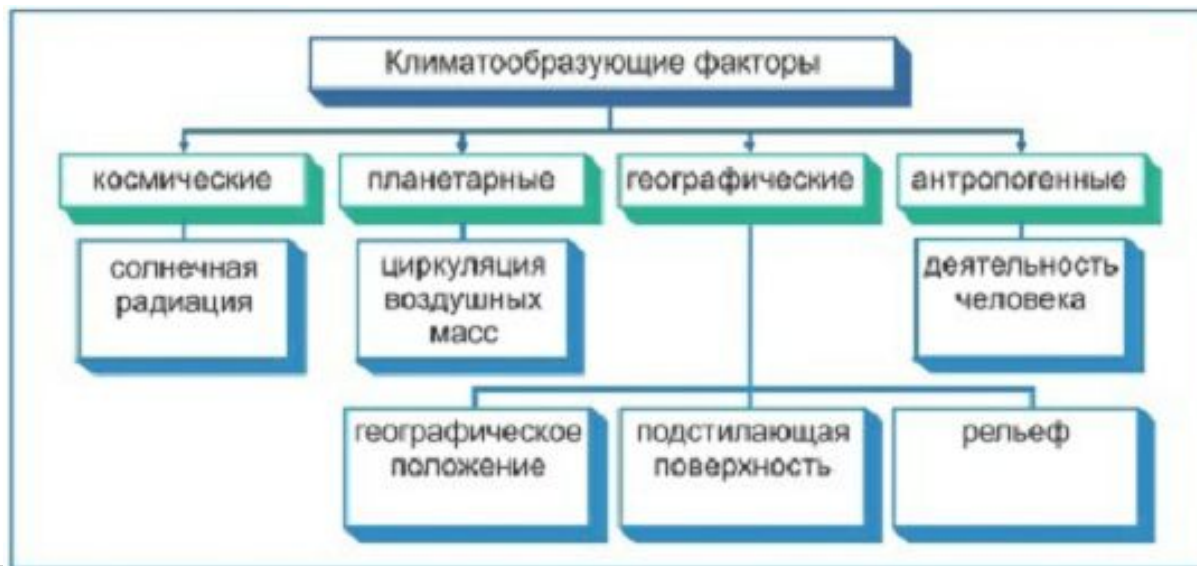 Климатообразующие факторы
космические
планетарные
географические
антропогенные
солнечная
радиация
циркуляция
воздушных
масс
деятельность
человека
географическое
положение
подстилающая
поверхность
рельеф